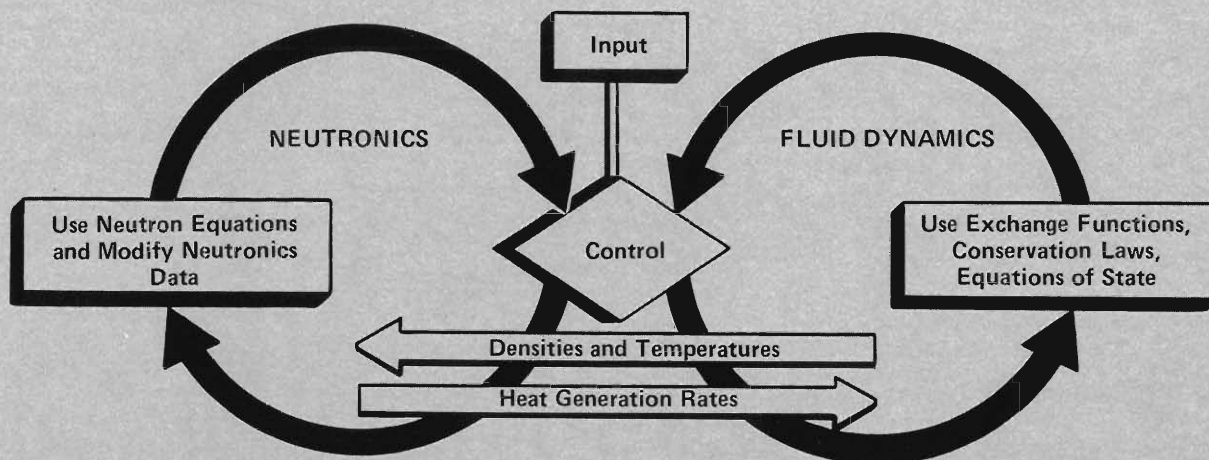 Input
NEUTRONICS
FLUID DYNAMICS
Use Neutron Equations
and Modify Neutronics
Data
Control
Use Exchange Functions,
Conservation Laws,
Equations of State
Densities and Temperatures
Heat Generation Rates